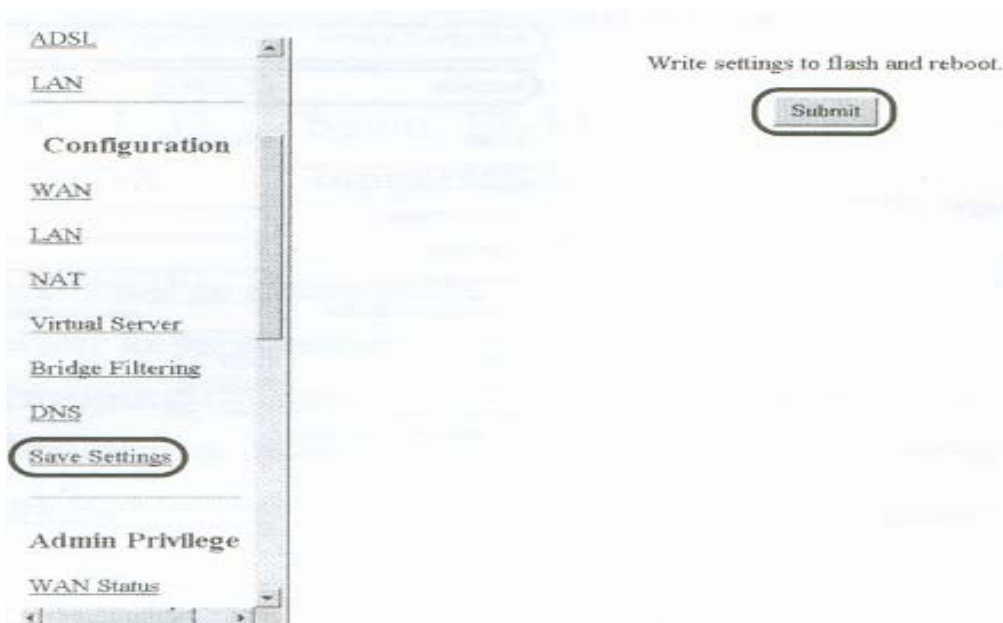 ADSL
LAN
Configuration
WAN
LAN
NAT
Virtual Server
Bridge Filtering
DNS
Save Settings
Admin Privilege
WAN Status
Write settings to flash and reboot.
Submit